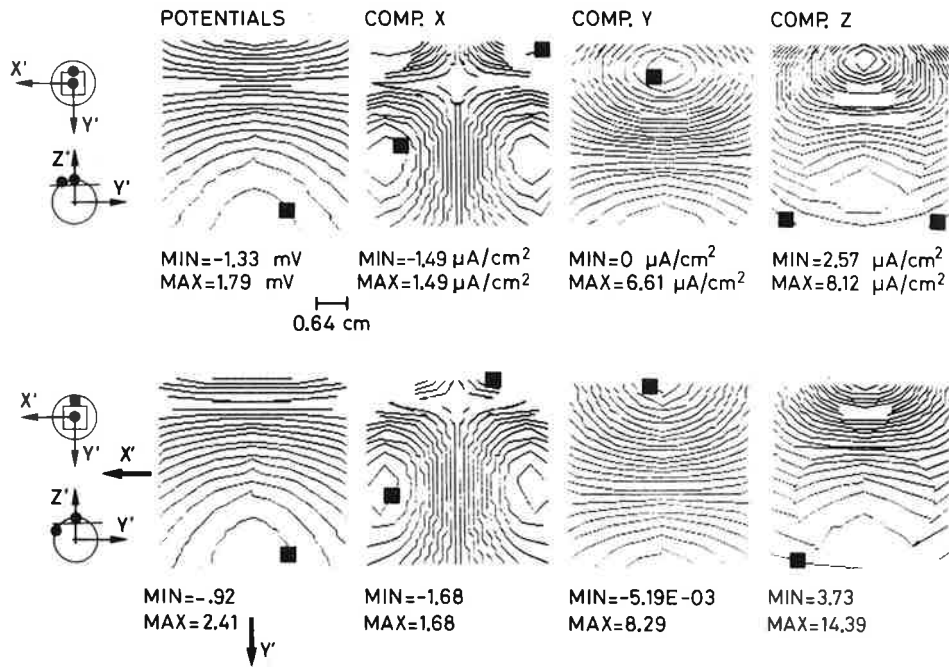 POTENTIALS COMP. X COMP. Y COMP. Z
X'
Y'
Z'
Y'
MIN=-1.33 mV MIN=-1.49 μA/cm² MIN=0 μA/cm² MIN=2.57 μA/cm²
MAX=1.79 mV MAX=1.49 μA/cm² MAX=6.61 μA/cm² MAX=8.12 μA/cm²
0.64 cm
X'
Y'
X'
Z'
Y'
MIN=-.92 MIN=-1.68 MIN=-5.19E-03 MIN=3.73
MAX=2.41 MAX=1.68 MAX=8.29 MAX=14.39
Y'